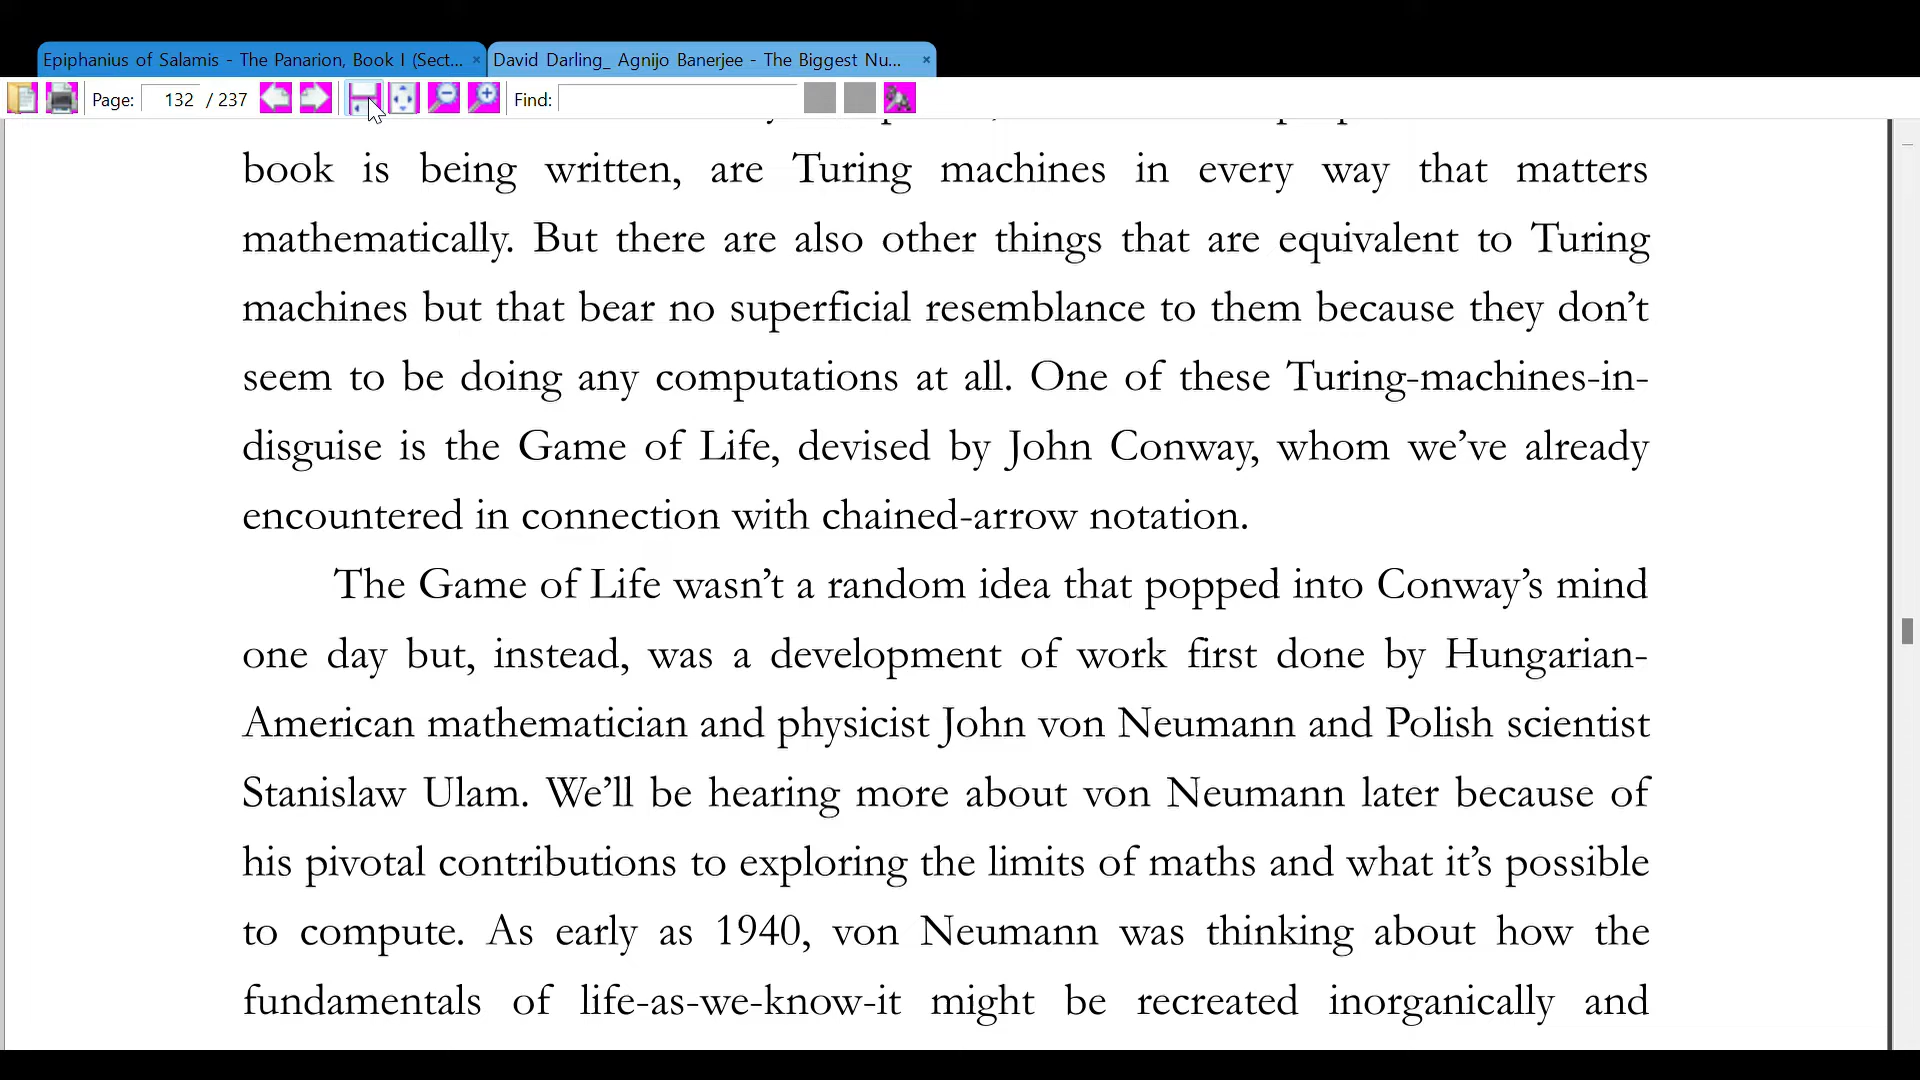 Epiphanius of Salamis - The Panarion, Book I (Sect...
David Darling_ Agnijo Banerjee - The Biggest Nu...
Page: 132 / 237 Find:
book is being written, are Turing machines in every way that matters
mathematically. But there are also other things that are equivalent to Turing
machines but that bear no superficial resemblance to them because they don’t
seem to be doing any computations at all. One of these Turing-machines-in-
disguise is the Game of Life, devised by John Conway, whom we’ve already
encountered in connection with chained-arrow notation.
The Game of Life wasn’t a random idea that popped into Conway’s mind
one day but, instead, was a development of work first done by Hungarian-
American mathematician and physicist John von Neumann and Polish scientist
Stanislaw Ulam. We’ll be hearing more about von Neumann later because of
his pivotal contributions to exploring the limits of maths and what it’s possible
to compute. As early as 1940, von Neumann was thinking about how the
fundamentals of life-as-we-know-it might be recreated inorganically and